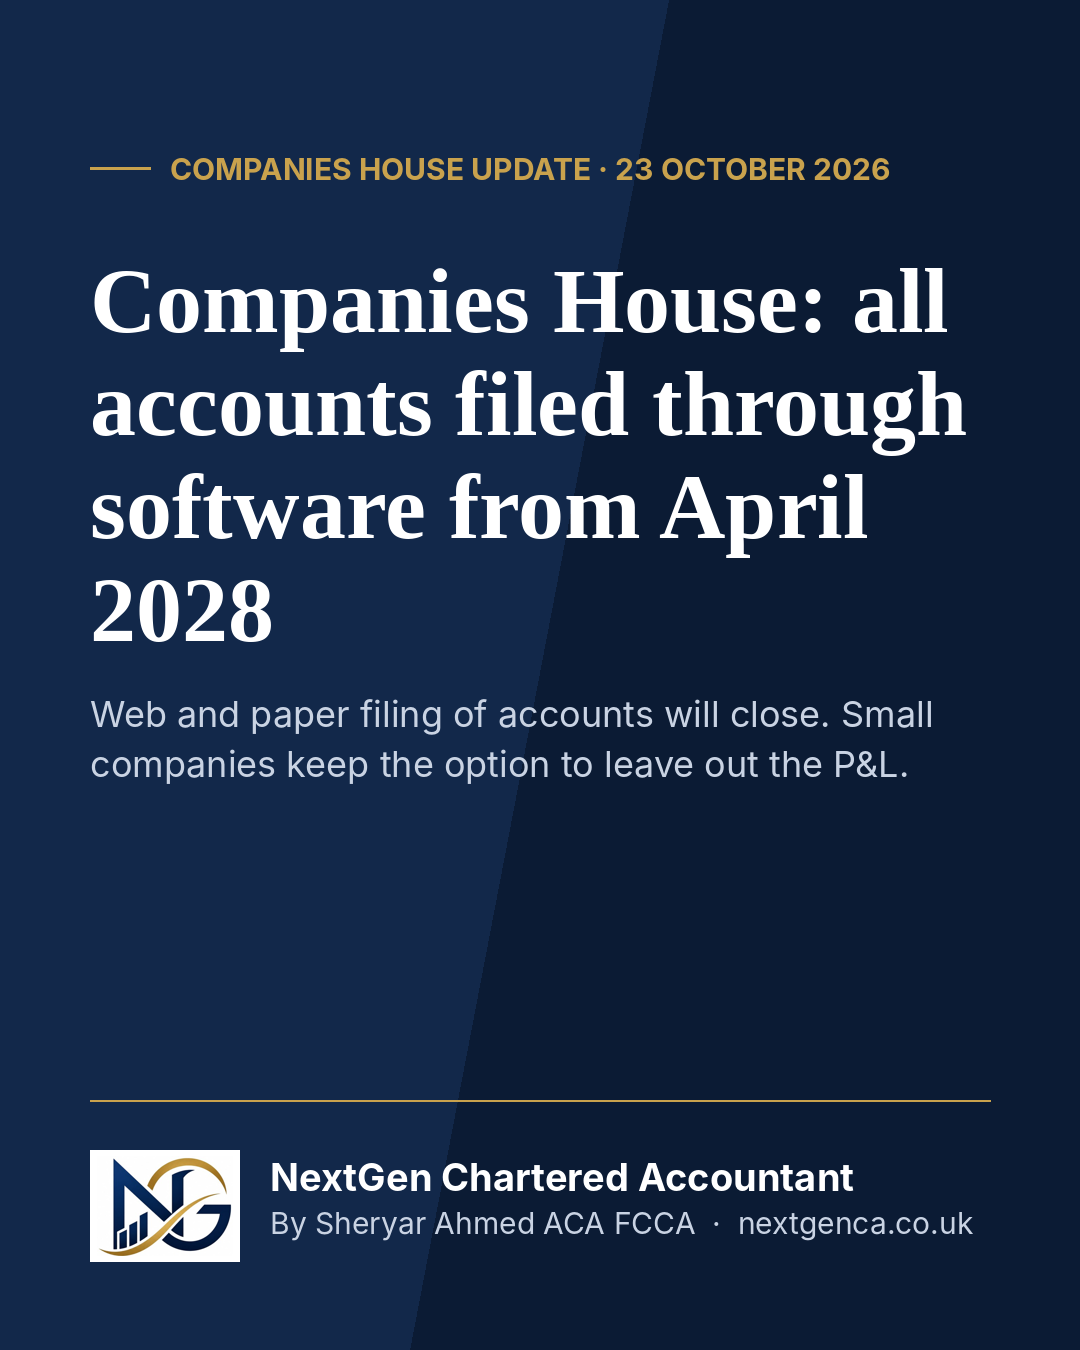 COMPANIES HOUSE UPDATE · 23 OCTOBER 2026
Companies House: all
accounts filed through
software from April
2028
Web and paper filing of accounts will close. Small
companies keep the option to leave out the P&L.
NG
NextGen Chartered Accountant
By Sheryar Ahmed ACA FCCA · nextgenca.co.uk